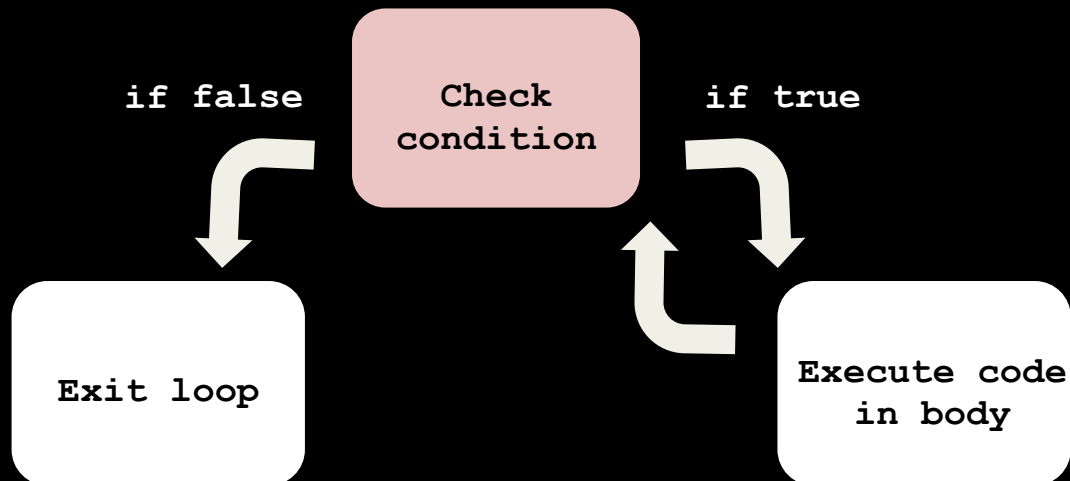 if false
Check
condition
if true
Exit loop
Execute code
in body